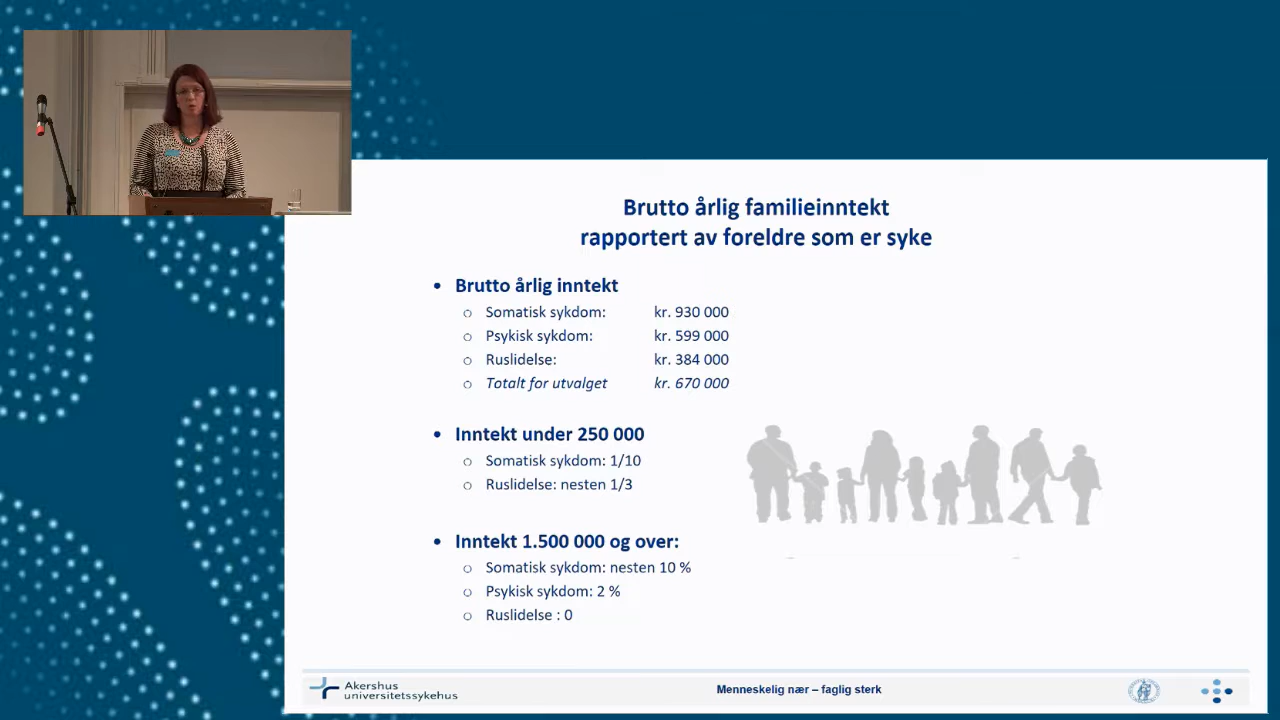 Brutto årlig familieinntekt
rapportert av foreldre som er syke
• Brutto årlig inntekt
o Somatisk sykdom: kr. 930 000
o Psykisk sykdom: kr. 599 000
o Ruslidelse: kr. 384 000
o Totalt for utvalget kr. 670 000
• Inntekt under 250 000
o Somatisk sykdom: 1/10
o Ruslidelse: nesten 1/3
• Inntekt 1.500 000 og over:
o Somatisk sykdom: nesten 10 %
o Psykisk sykdom: 2 %
o Ruslidelse : 0
Akershus
universitetssykehus
Menneskelig nær – faglig sterk